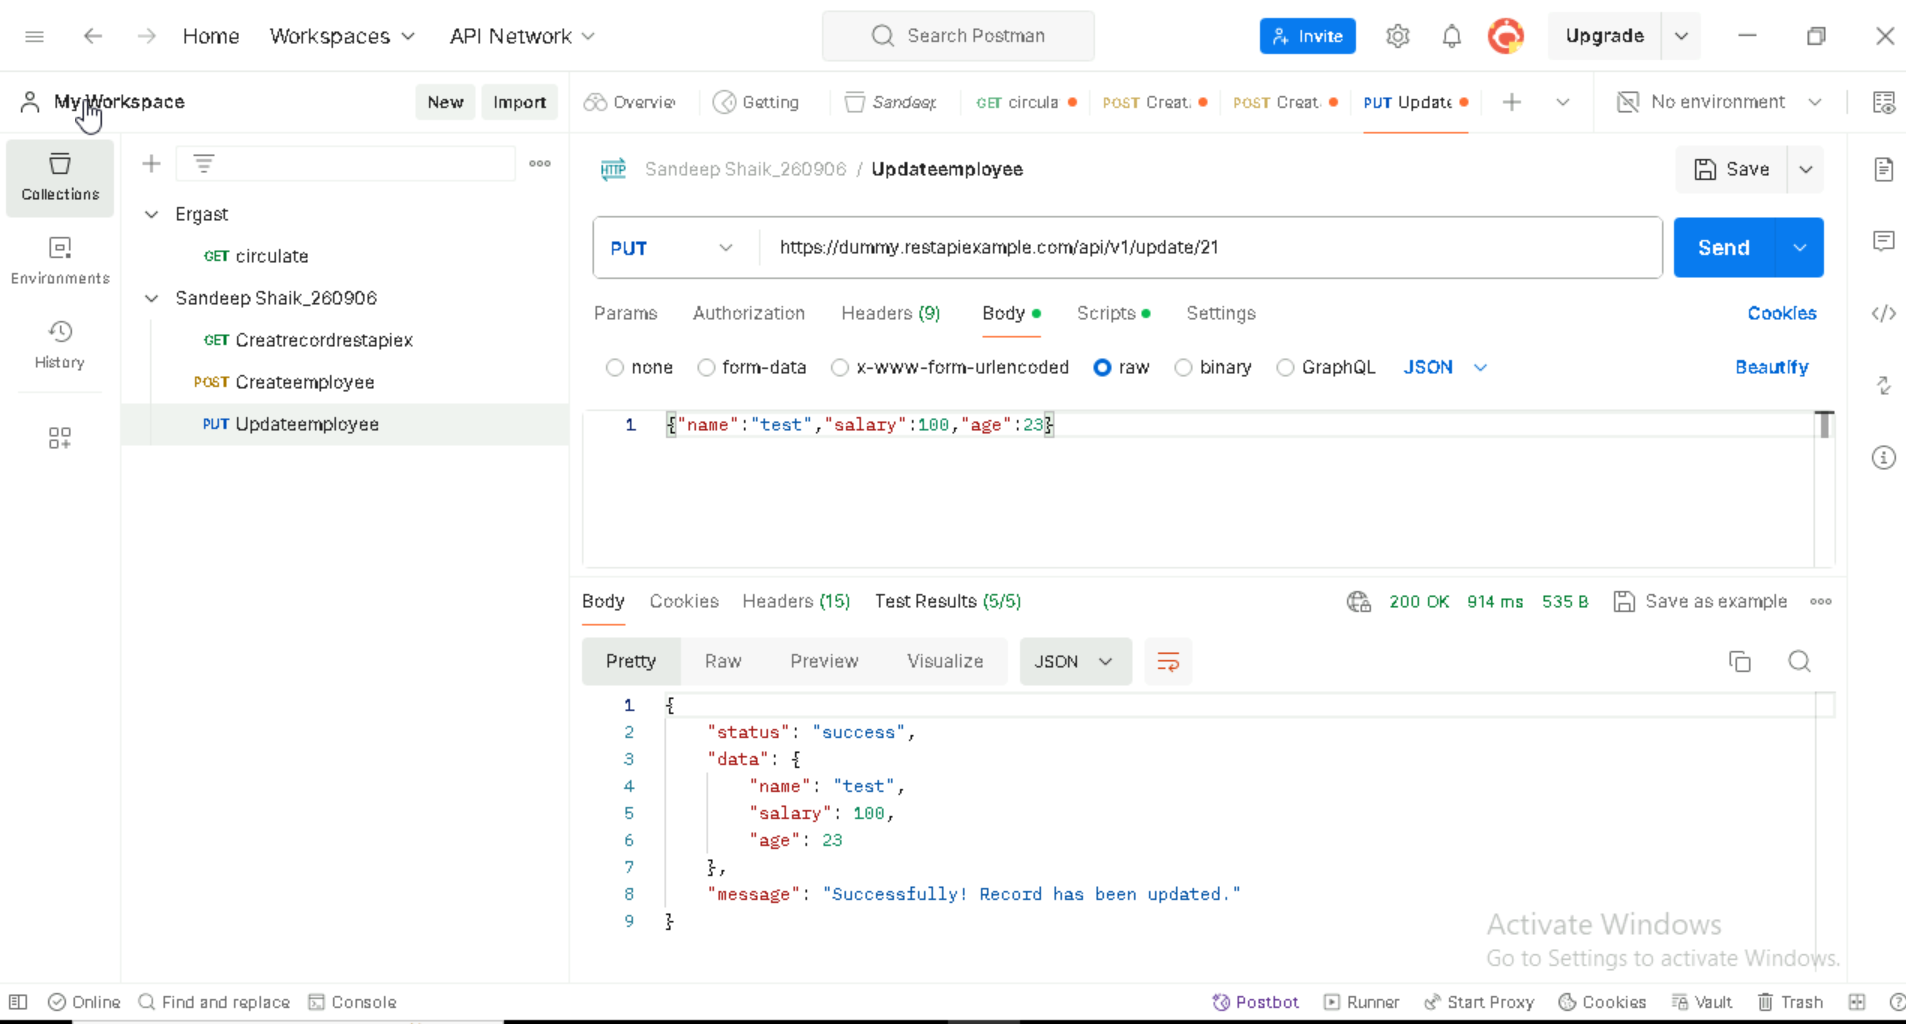 Home Workspaces API Network Search Postman Invite Upgrade
My Workspace New Import Overvie Getting Sandeep GET circula POST Creat POST Creat PUT Update No environment
Collections
Environments
History
Ergast
GET circulate
Sandeep Shaik_260906
GET Creatrecordrestapiex
POST Createemployee
PUT Updateemployee
HTTP Sandeep Shaik_260906 / Updateemployee Save
PUT https://dummy.restapiexample.com/api/v1/update/21 Send
Params Authorization Headers (9) Body Scripts Settings Cookies
none form-data x-www-form-urlencoded raw binary GraphQL JSON Beautify
1 {"name":"test","salary":100,"age":23}
Body Cookies Headers (15) Test Results (5/5) 200 OK 914 ms 535 B Save as example
Pretty Raw Preview Visualize JSON
1 {
2 "status": "success",
3 "data": {
4 "name": "test",
5 "salary": 100,
6 "age": 23
7 },
8 "message": "Successfully! Record has been updated."
9 }
Activate Windows
Go to Settings to activate Windows.
Online Find and replace Console Postbot Runner Start Proxy Cookies Vault Trash